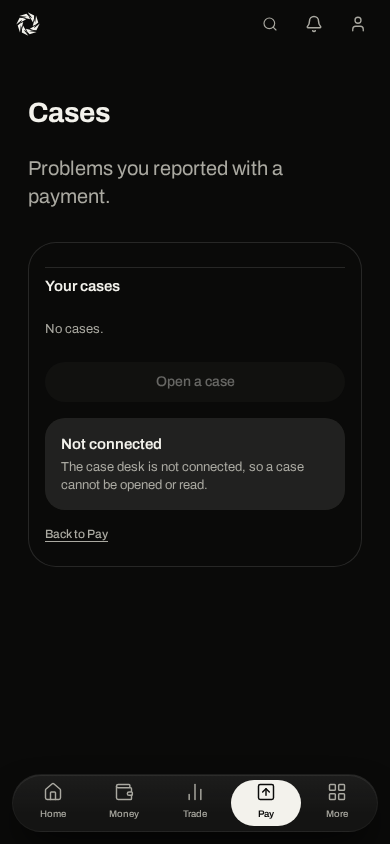 Cases
Problems you reported with a
payment.
Your cases
No cases.
Open a case
Not connected
The case desk is not connected, so a case
cannot be opened or read.
Back to Pay
Home
Money
Trade
Pay
More